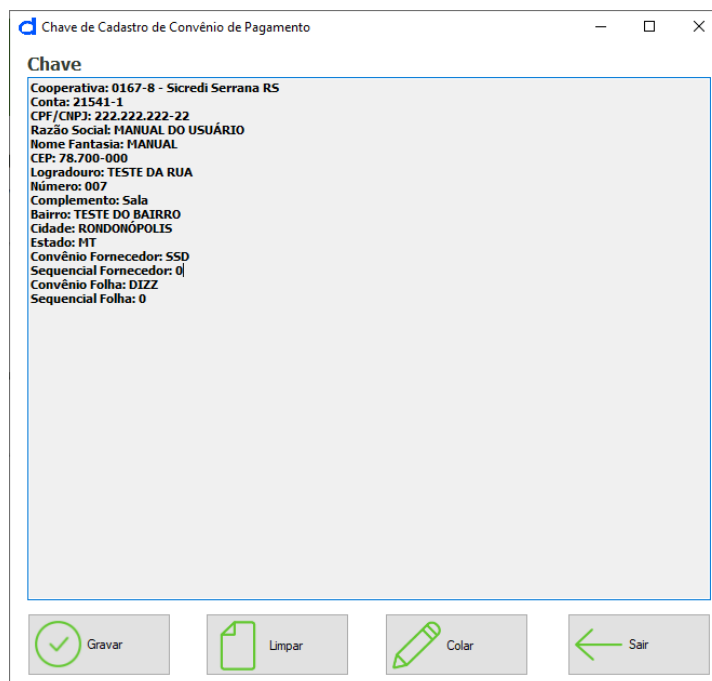 Chave de Cadastro de Convênio de Pagamento
Chave
Cooperativa: 0167-8 - Sicredi Serrana RS
Conta: 21541-1
CPF/CNPJ: 222.222.222-22
Razão Social: MANUAL DO USUÁRIO
Nome Fantasia: MANUAL
CEP: 78.700-000
Logradouro: TESTE DA RUA
Número: 007
Complemento: Sala
Bairro: TESTE DO BAIRRO
Cidade: RONDONÓPOLIS
Estado: MT
Convênio Fornecedor: SSD
Sequencial Fornecedor: 0
Convênio Folha: DIZZ
Sequencial Folha: 0
Gravar
Limpar
Colar
Sair